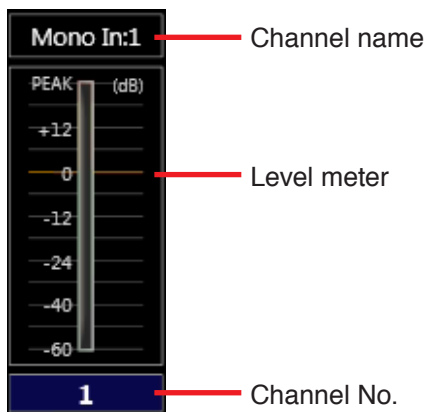 Mono In:1
Channel name
PEAK (dB)
+12
0
Level meter
-12
-24
-40
-60
1
Channel No.